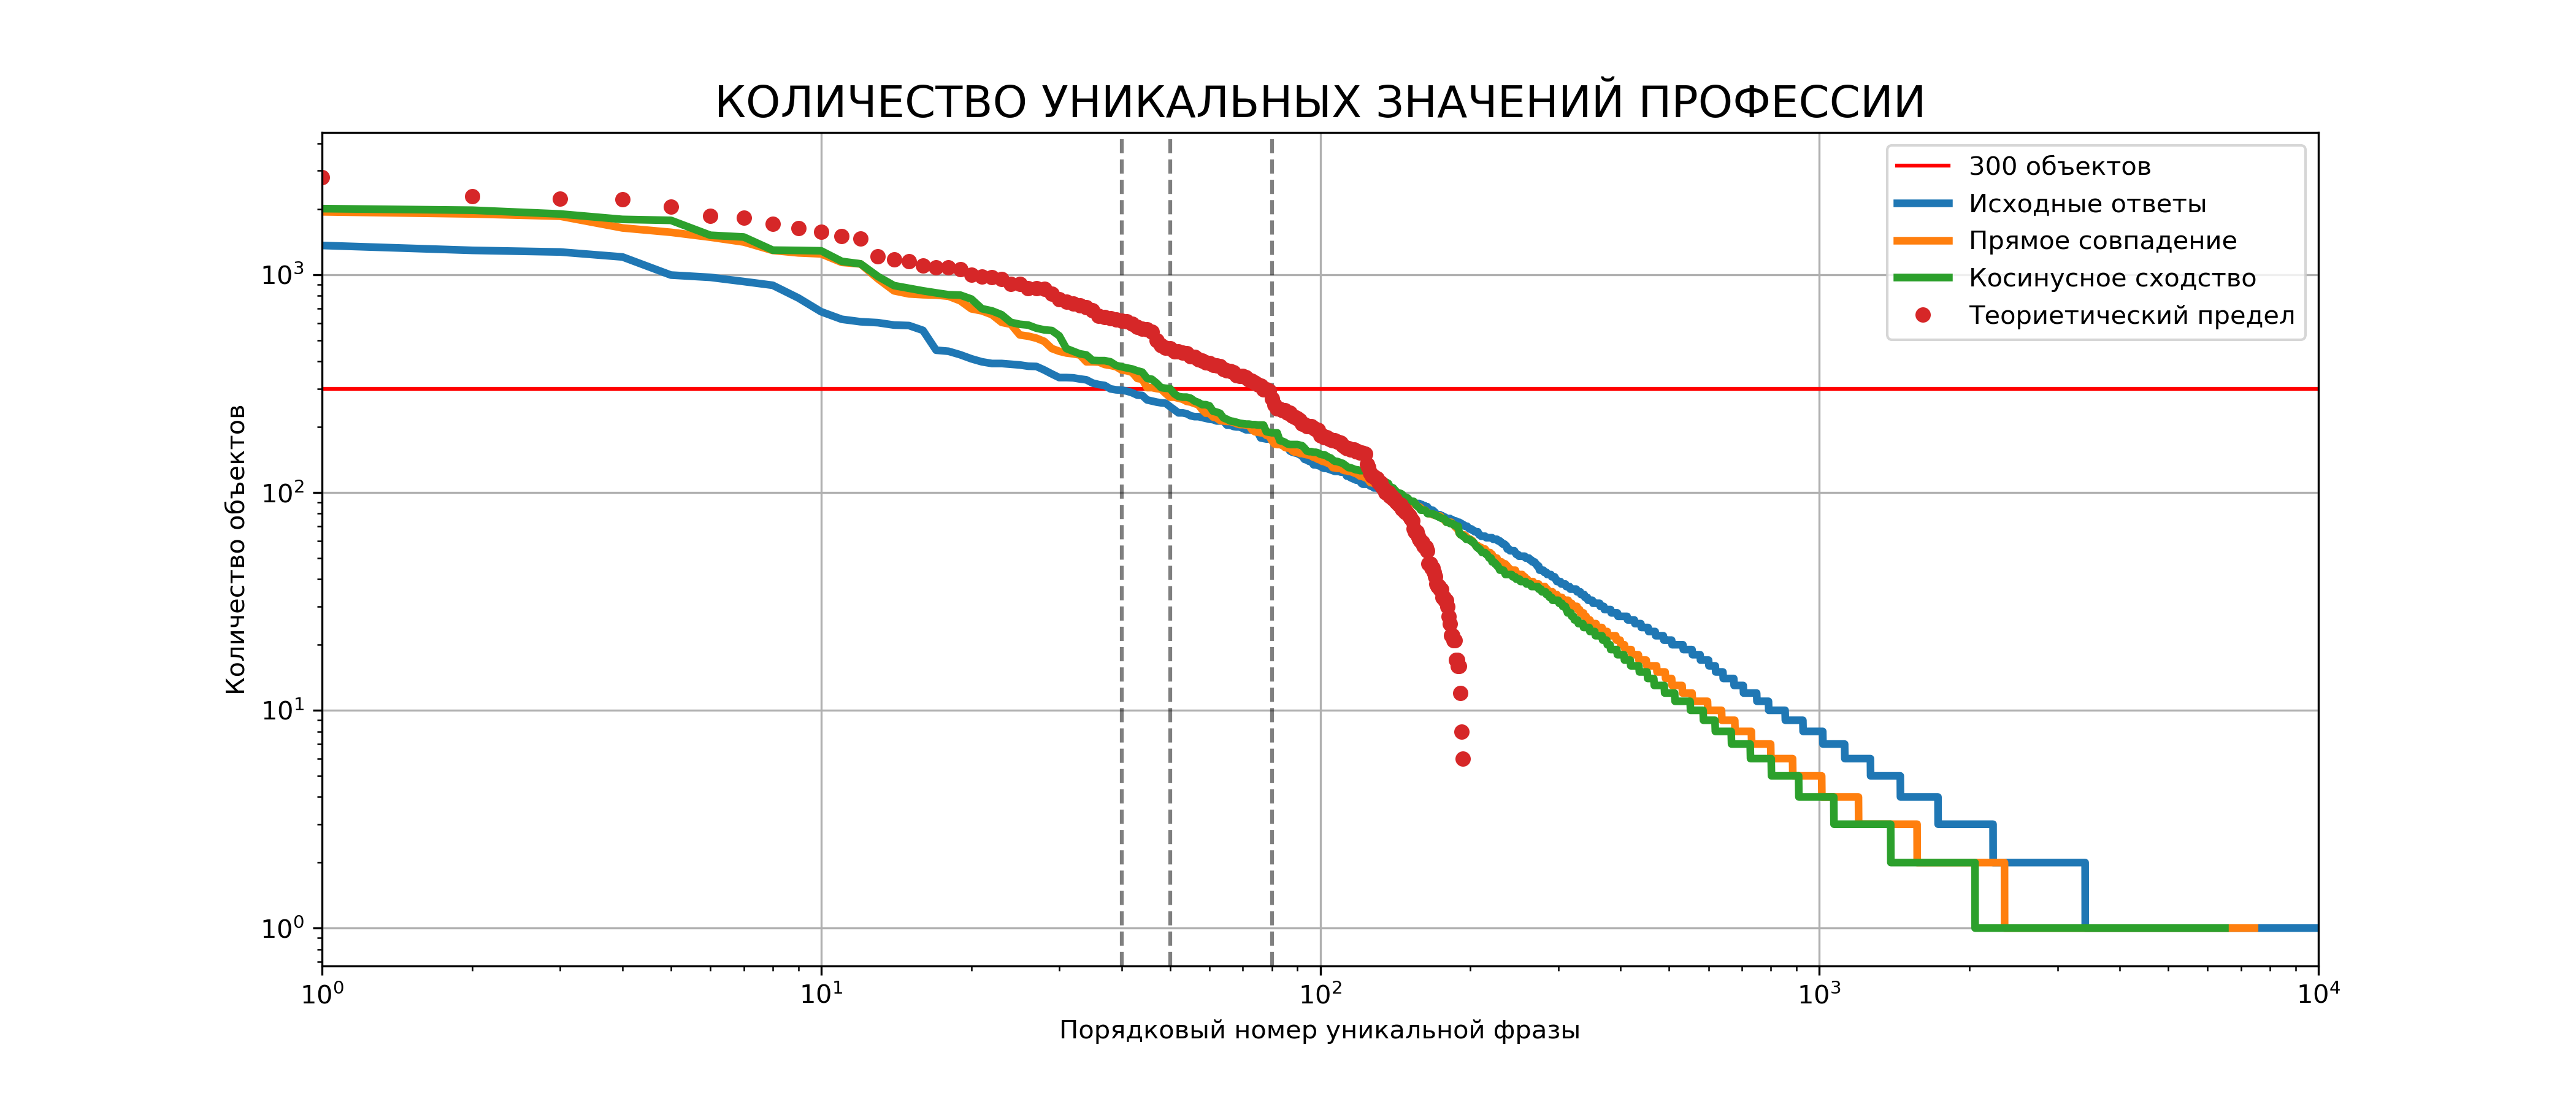 КОЛИЧЕСТВО УНИКАЛЬНЫХ ЗНАЧЕНИЙ ПРОФЕССИИ
300 объектов
Исходные ответы
Прямое совпадение
Косинусное сходство
Теориетический предел
Количество объектов
10³
10²
10¹
10⁰
10⁰ 10¹ 10² 10³ 10⁴
Порядковый номер уникальной фразы